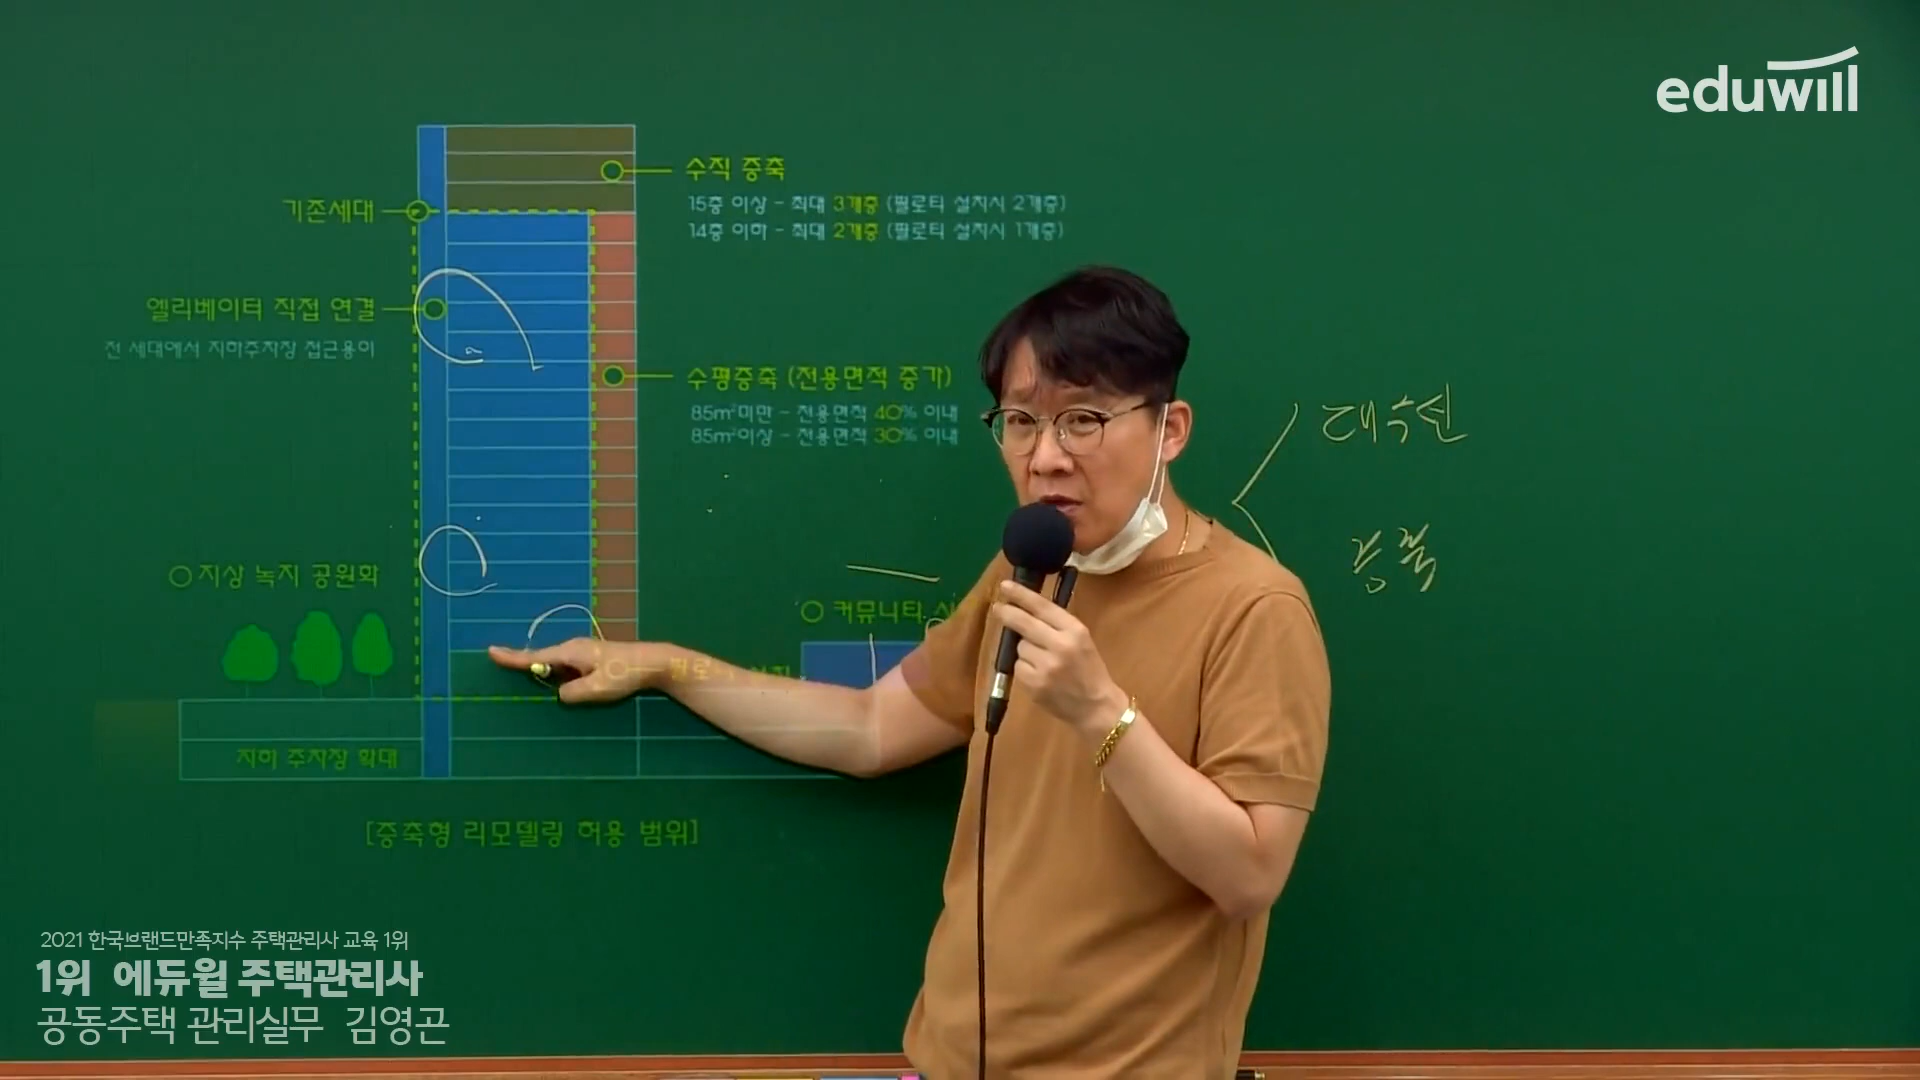 eduwill
수직 증축
15층 이상 - 최대 3개층 (필로티 설치시 2개층)
14층 이하 - 최대 2개층 (필로티 설치시 1개층)
기존세대
엘리베이터 직접 연결
전 세대에서 지하주차장 접근용이
수평증축 (전용면적 증가)
85m²미만 - 전용면적 40% 이내
85m²이상 - 전용면적 30% 이내
대수선
증축
지상 녹지 공원화
커뮤니티
지하 주차장 확대
[증축형 리모델링 허용 범위]
2021 한국브랜드만족지수 주택관리사 교육 1위
1위 에듀윌 주택관리사
공동주택 관리실무 김영곤